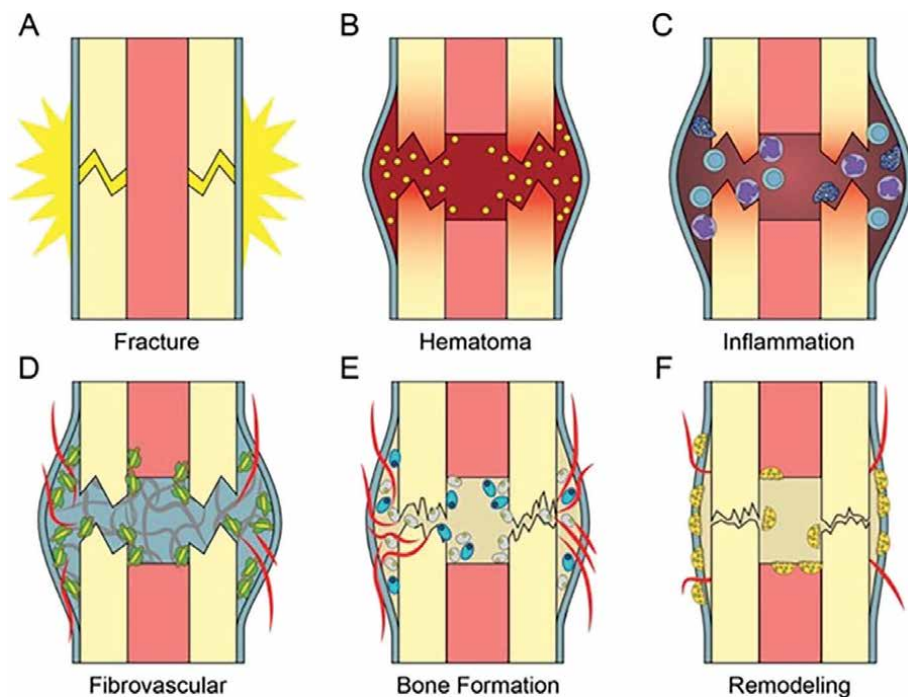 A
B
C
Fracture
Hematoma
Inflammation
D
E
F
Fibrovascular
Bone Formation
Remodeling